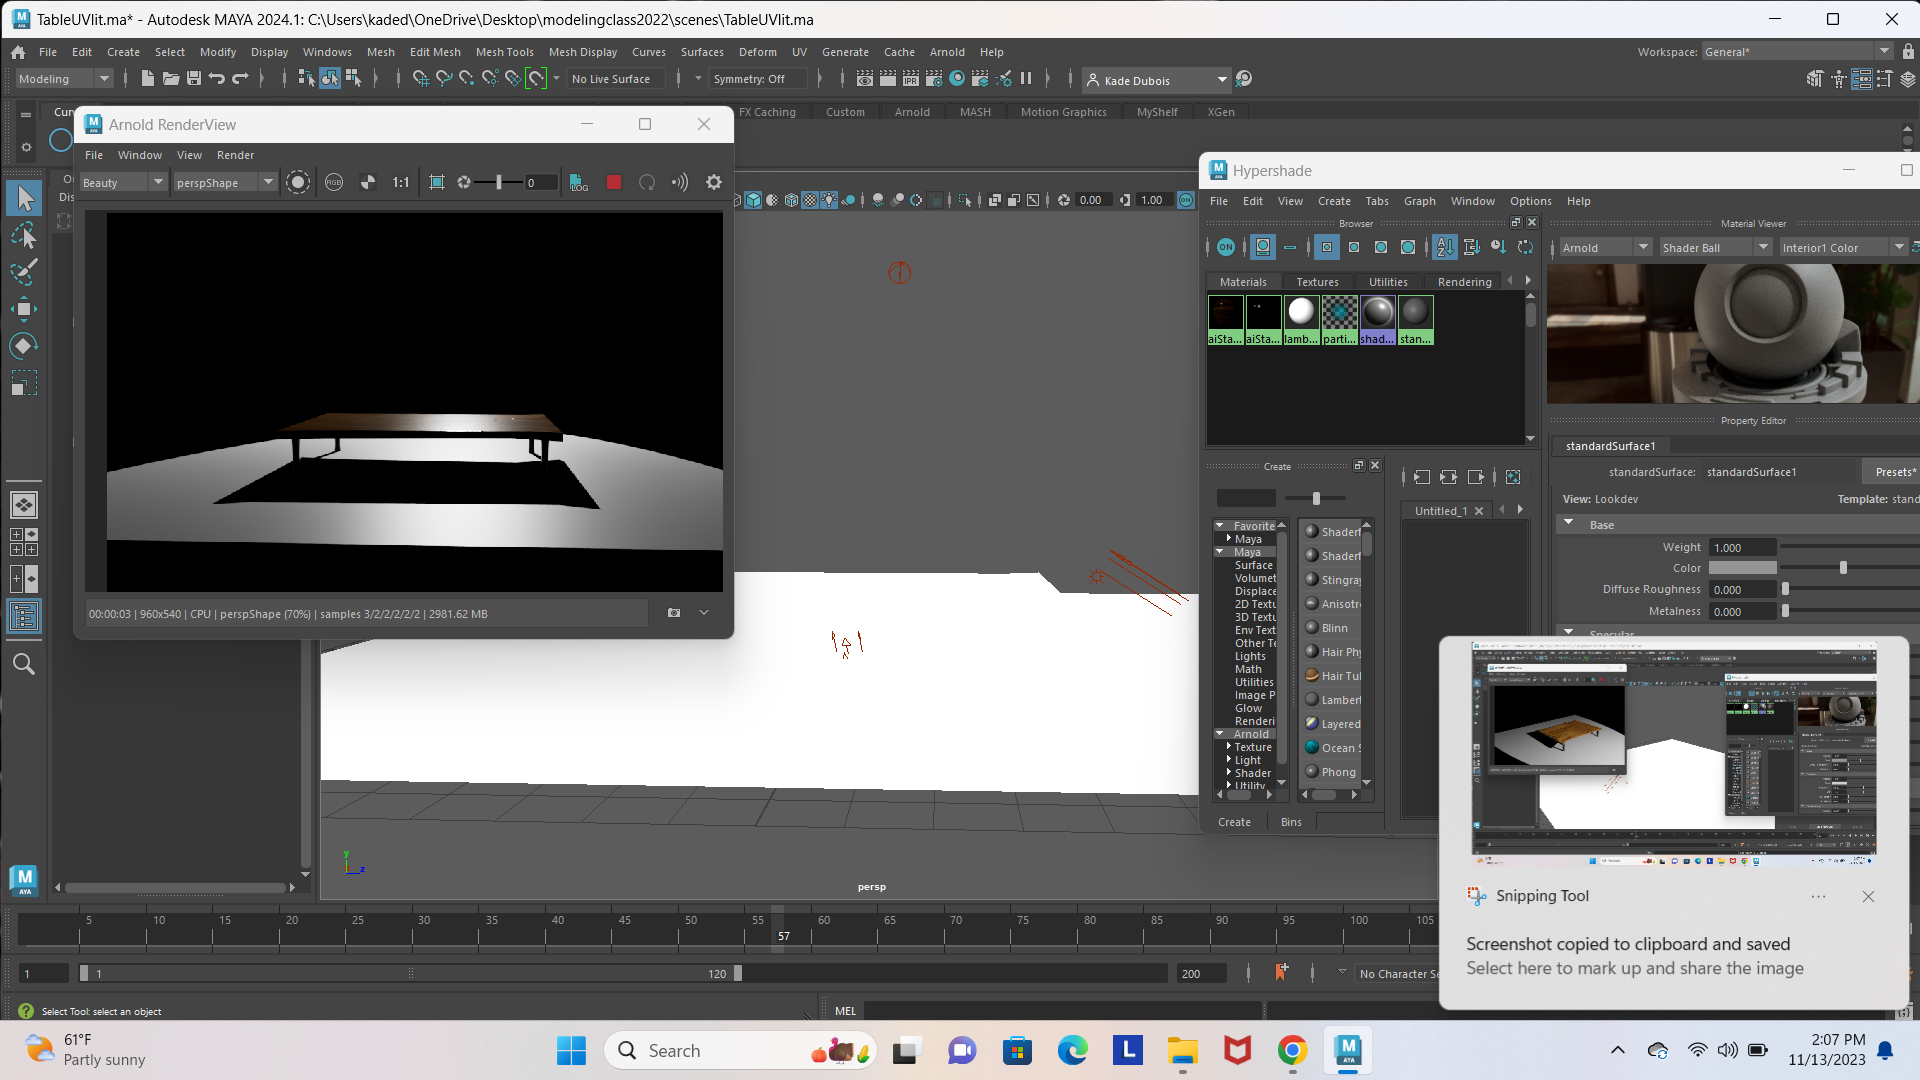 TableUVlit.ma* - Autodesk MAYA 2024.1: C:\Users\kaded\OneDrive\Desktop\modelingclass2022\scenes\TableUVlit.ma
File Edit Create Select Modify Display Windows Mesh Edit Mesh Mesh Tools Mesh Display Curves Surfaces Deform UV Generate Cache Arnold Help
Workspace: General*
Modeling
No Live Surface
Symmetry: Off
Kade Dubois
FX Caching Custom Arnold MASH Motion Graphics MyShelf XGen
Arnold RenderView
File Window View Render
Beauty perspShape
RGB
1:1
0
LOG
00:00:03 | 960x540 | CPU | perspShape (70%) | samples 3/2/2/2/2/2 | 2981.62 MB
0.00
1.00
Hypershade
File Edit View Create Tabs Graph Window Options Help
Browser
ON
Materials Textures Utilities Rendering
aiSta... aiSta... lamb... parti... shad... stan...
Material Viewer
Arnold Shader Ball Interior1 Color
Property Editor
standardSurface1
standardSurface: standardSurface1
Presets*
View: Lookdev
Base
Weight 1.000
Color
Diffuse Roughness 0.000
Metalness 0.000
Create
Untitled_1
Favorite
Maya
Maya
Surface
Volumet
Displace
2D Textu
3D Textu
Env Text
Other Te
Lights
Math
Utilities
Image P
Glow
Renderi
Arnold
Texture
Light
Shader
Utility
Shaderf
Shaderf
Stingray
Anisotro
Blinn
Hair Phy
Hair Tul
Lambert
Layered
Ocean S
Phong
Create Bins
persp
y
z
5 10 15 20 25 30 35 40 45 50 55 60 65 70 75 80 85 90 95 100 105
57
1 1 120 200
No Character Se
Select Tool: select an object
MEL
Snipping Tool
Screenshot copied to clipboard and saved
Select here to mark up and share the image
61°F
Partly sunny
Search
2:07 PM
11/13/2023